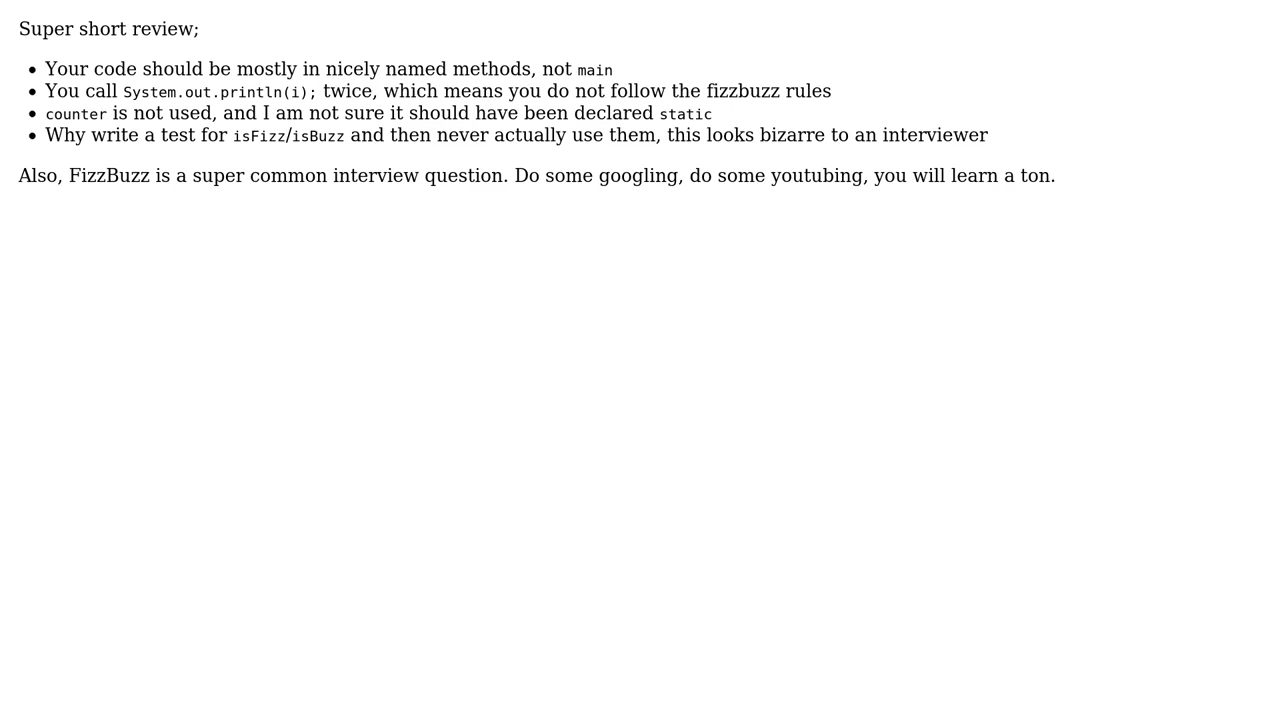 Super short review;
• Your code should be mostly in nicely named methods, not main
• You call System.out.println(i); twice, which means you do not follow the fizzbuzz rules
• counter is not used, and I am not sure it should have been declared static
• Why write a test for isFizz/isBuzz and then never actually use them, this looks bizarre to an interviewer
Also, FizzBuzz is a super common interview question. Do some googling, do some youtubing, you will learn a ton.